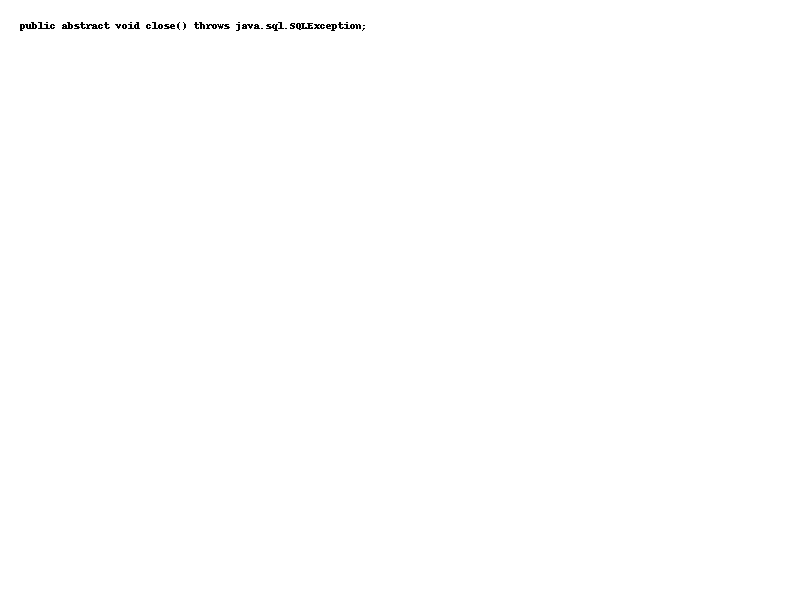 public abstract void close() throws java.sql.SQLException;